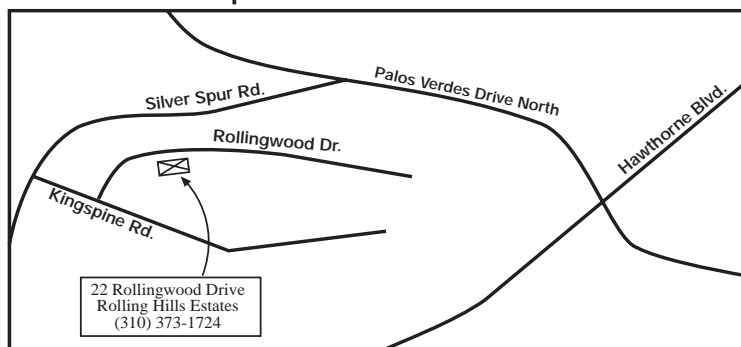 Palos Verdes Drive North
Silver Spur Rd.
Hawthorne Blvd.
Rollingwood Dr.
Kingspine Rd.
22 Rollingwood Drive
Rolling Hills Estates
(310) 373-1724